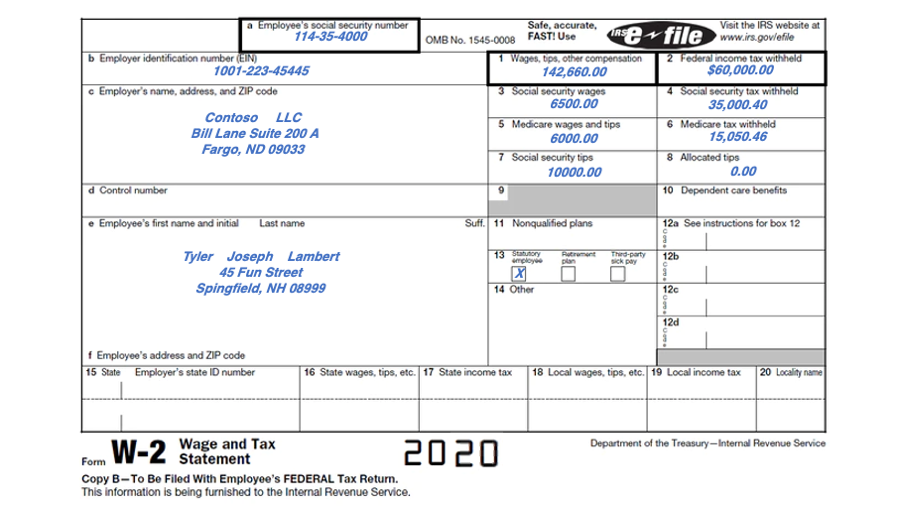 a Employee's social security number
114-35-4000
OMB No. 1545-0008
Safe, accurate,
FAST! Use
IRS e-file
Visit the IRS website at
www.irs.gov/efile
b Employer identification number (EIN)
1001-223-45445
1 Wages, tips, other compensation
142,660.00
2 Federal income tax withheld
$60,000.00
c Employer's name, address, and ZIP code
Contoso LLC
Bill Lane Suite 200 A
Fargo, ND 09033
3 Social security wages
6500.00
4 Social security tax withheld
35,000.40
5 Medicare wages and tips
6000.00
6 Medicare tax withheld
15,050.46
7 Social security tips
10000.00
8 Allocated tips
0.00
d Control number
9
10 Dependent care benefits
e Employee's first name and initial Last name Suff.
Tyler Joseph Lambert
45 Fun Street
Spingfield, NH 08999
11 Nonqualified plans
12a See instructions for box 12
Code
13 Statutory employee Retirement plan Third-party sick pay
X
12b
Code
14 Other
12c
Code
12d
Code
f Employee's address and ZIP code
15 State Employer's state ID number
16 State wages, tips, etc.
17 State income tax
18 Local wages, tips, etc.
19 Local income tax
20 Locality name
Form W-2 Wage and Tax
Statement
2020
Department of the Treasury—Internal Revenue Service
Copy B—To Be Filed With Employee's FEDERAL Tax Return.
This information is being furnished to the Internal Revenue Service.